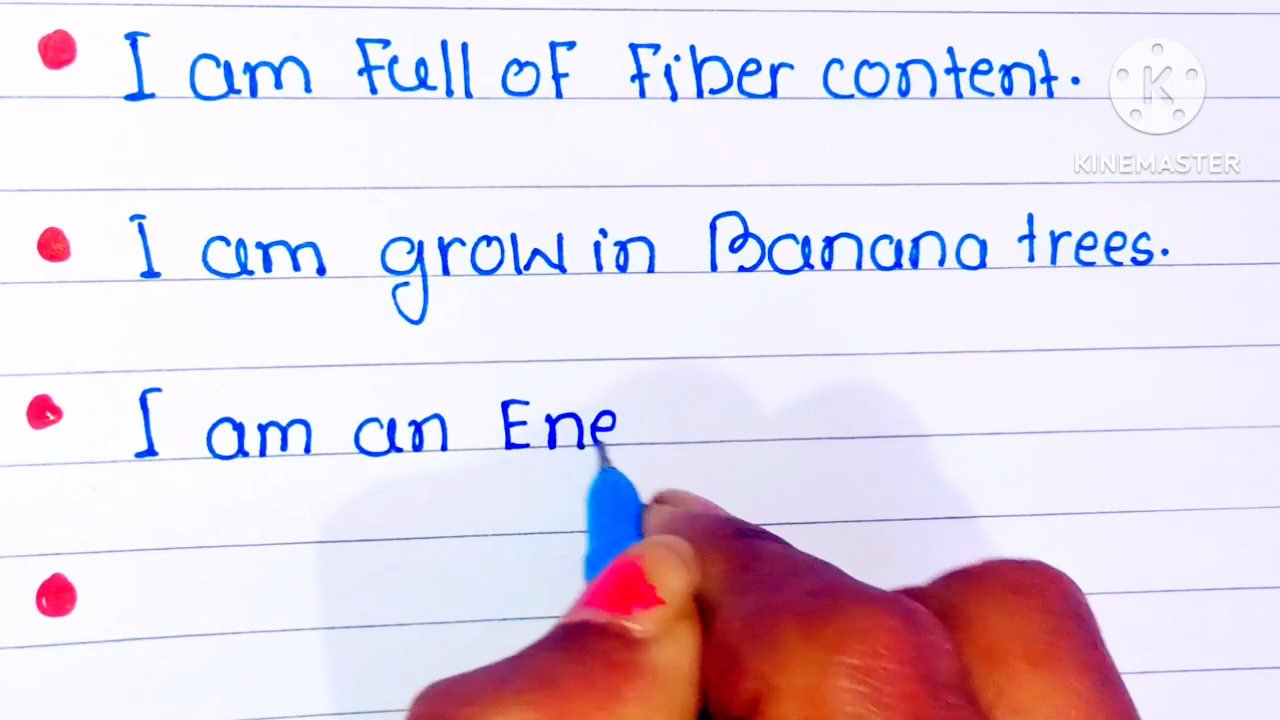 I am Full of Fiber content.
KINEMASTER
I am grow in Banana trees.
I am an Ene